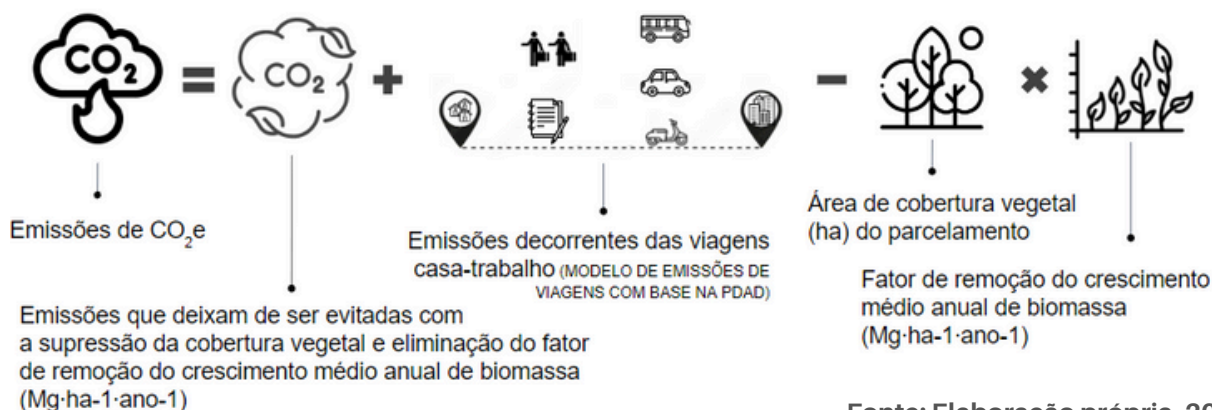 CO2
=
CO2
+
-
×
Emissões de CO2e
Emissões que deixam de ser evitadas com
a supressão da cobertura vegetal e eliminação do fator
de remoção do crescimento médio anual de biomassa
(Mg·ha-1·ano-1)
Emissões decorrentes das viagens
casa-trabalho (MODELO DE EMISSÕES DE
VIAGENS COM BASE NA PDAD)
Área de cobertura vegetal
(ha) do parcelamento
Fator de remoção do crescimento
médio anual de biomassa
(Mg·ha-1·ano-1)
Fonte: Elaboração própria